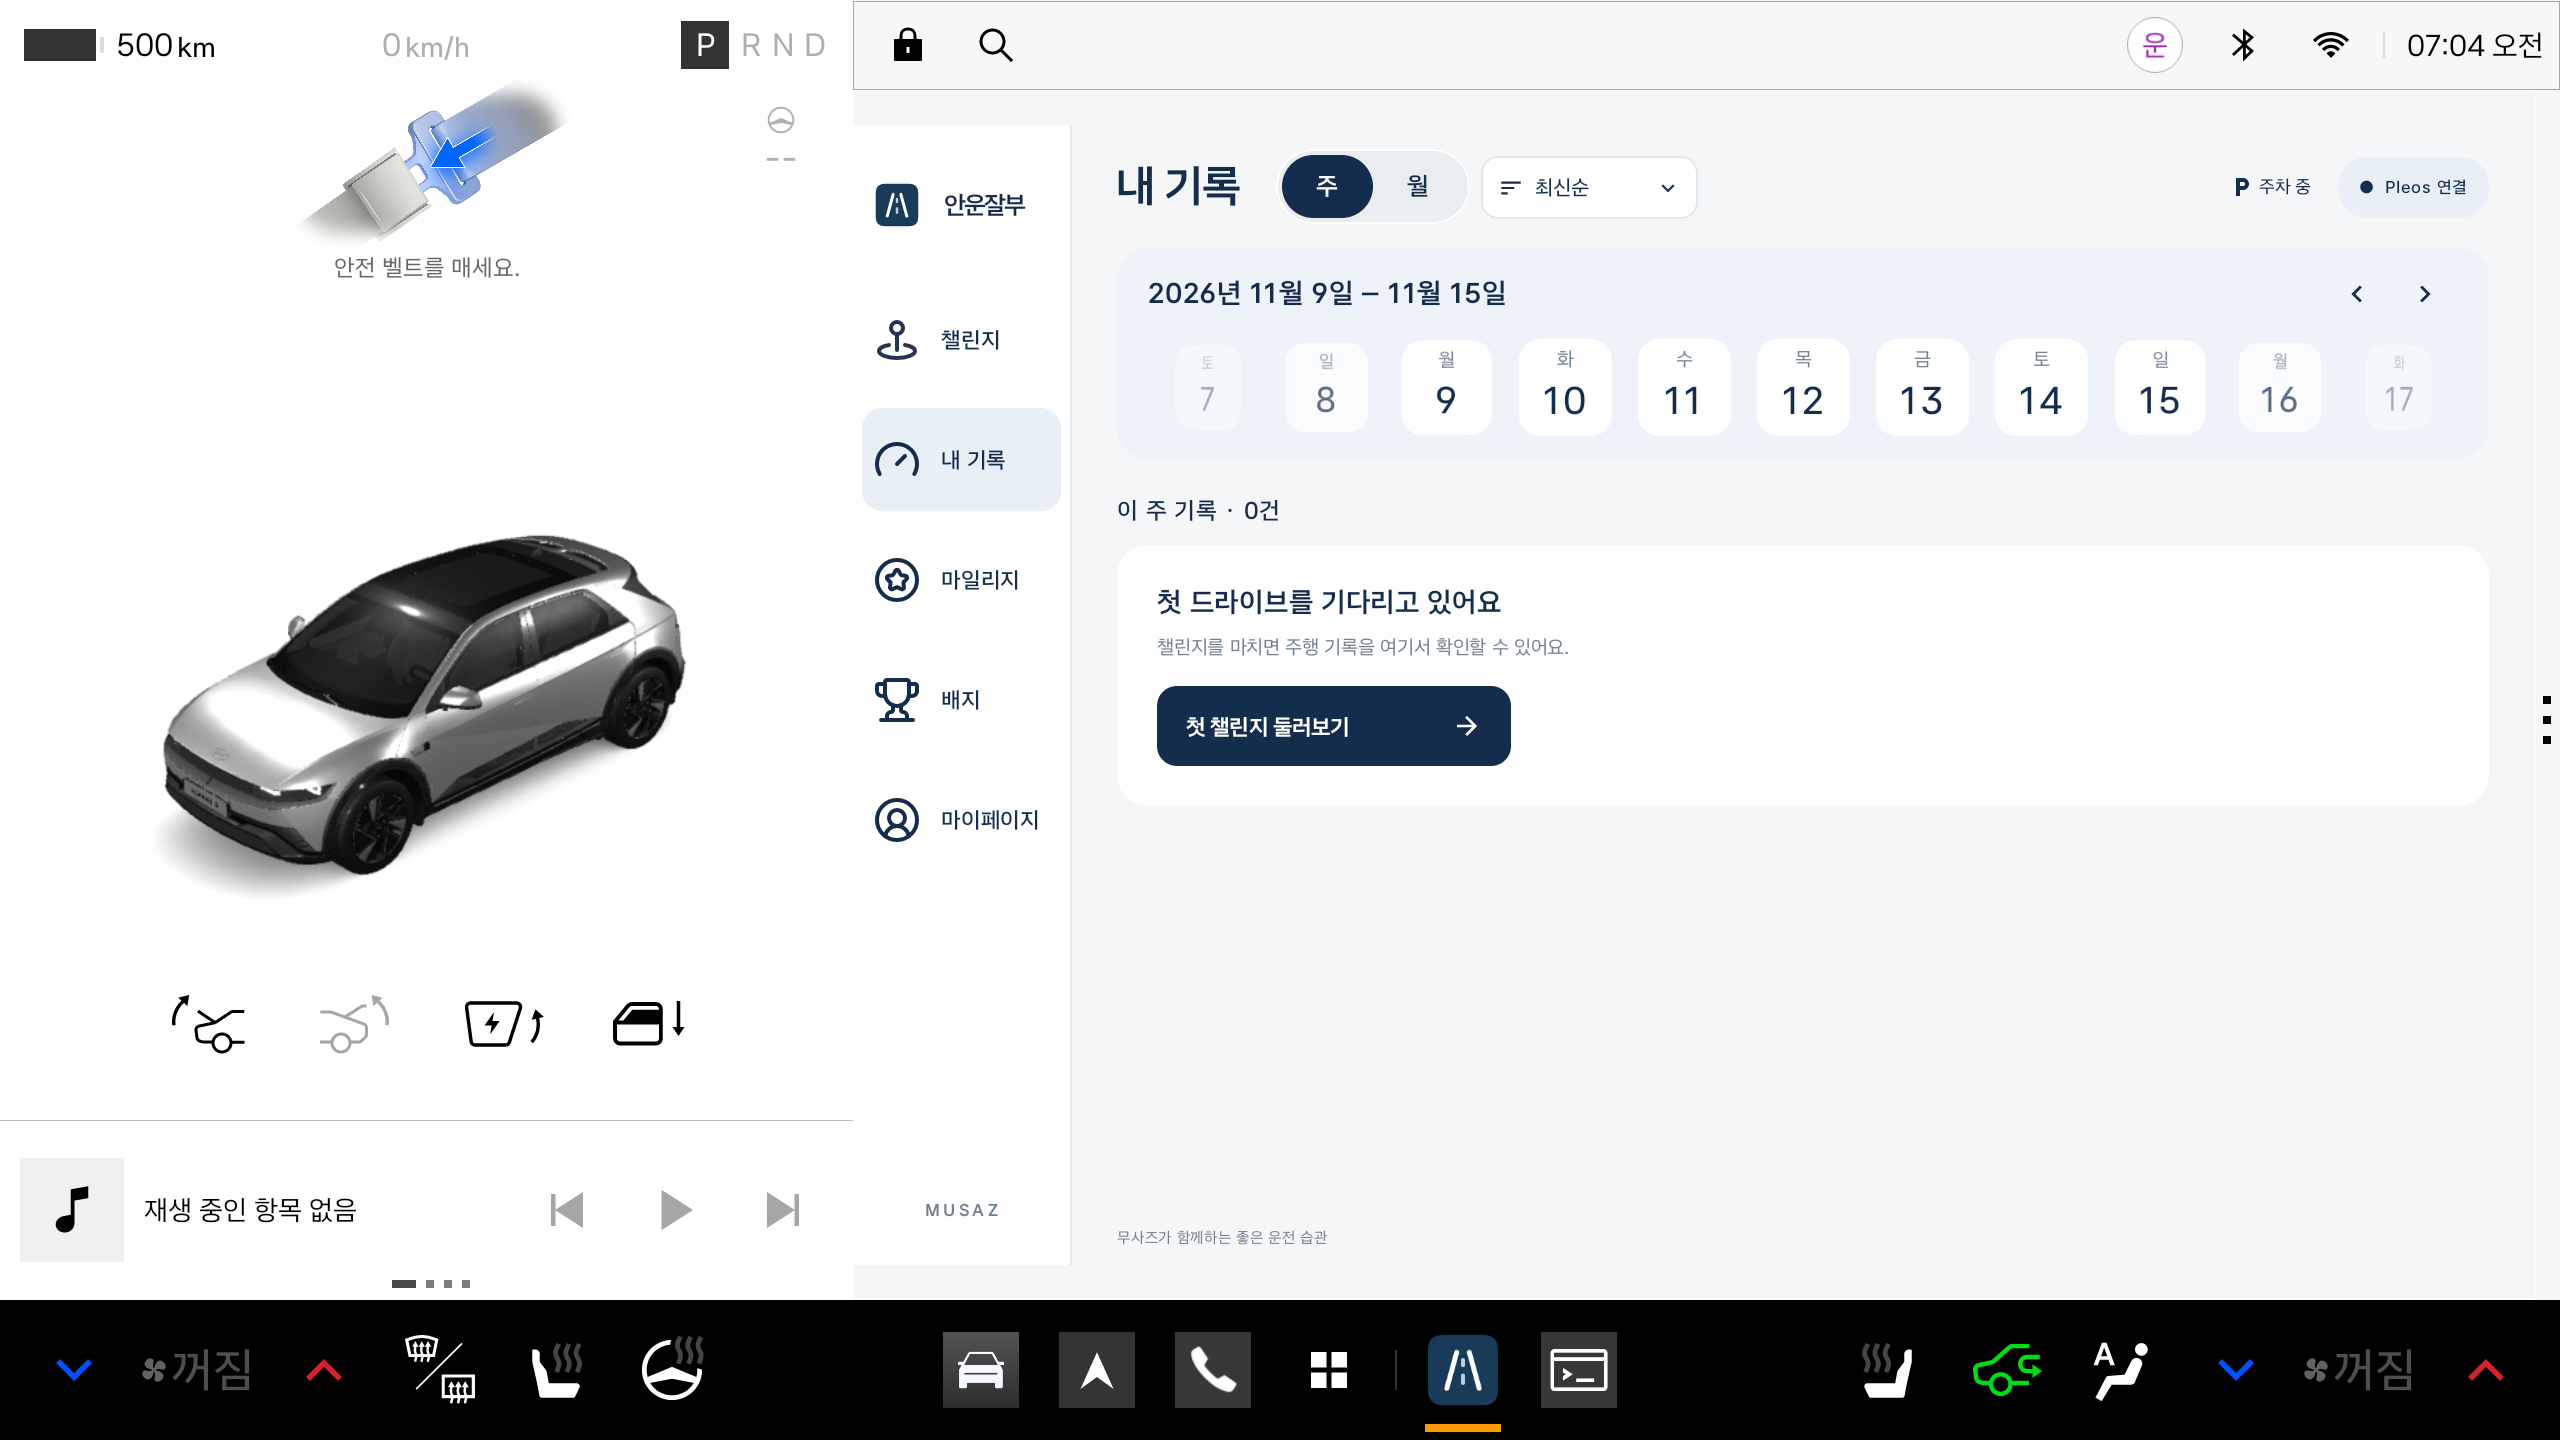 500 km
0 km/h
P R N D
운
07:04 오전
안전 벨트를 매세요.
안운잘부
챌린지
내 기록
마일리지
배지
마이페이지
MUSAZ
내 기록
주
월
최신순
P 주차 중
Pleos 연결
2026년 11월 9일 – 11월 15일
토 일 월 화 수 목 금 토 일 월 화
7 8 9 10 11 12 13 14 15 16 17
이 주 기록 · 0건
첫 드라이브를 기다리고 있어요
챌린지를 마치면 주행 기록을 여기서 확인할 수 있어요.
첫 챌린지 둘러보기
무사즈가 함께하는 좋은 운전 습관
재생 중인 항목 없음
꺼짐
A
꺼짐